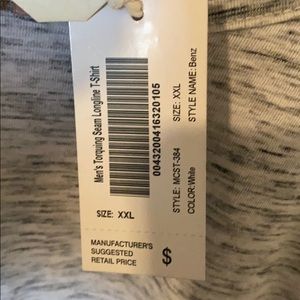 Men's Torquing Seam Longline T-Shirt
0043200416320105
STYLE: MCST-384
SIZE: XXL
COLOR: White
STYLE NAME: Benz
SIZE: XXL
MANUFACTURER'S
SUGGESTED
RETAIL PRICE
$